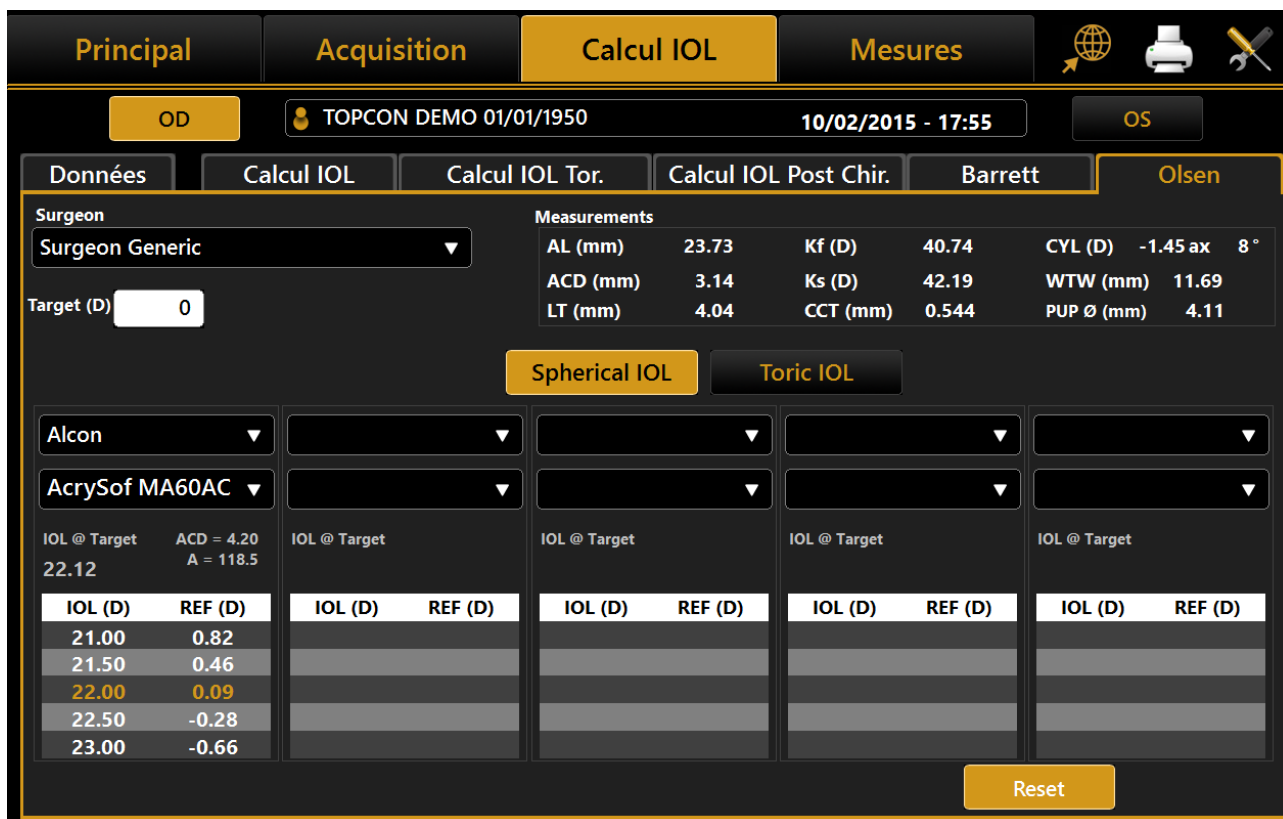 Principal Acquisition Calcul IOL Mesures
OD TOPCON DEMO 01/01/1950 10/02/2015 - 17:55 OS
Données Calcul IOL Calcul IOL Tor. Calcul IOL Post Chir. Barrett Olsen
Surgeon
Surgeon Generic
Target (D) 0
Measurements
AL (mm) 23.73 Kf (D) 40.74 CYL (D) -1.45 ax 8°
ACD (mm) 3.14 Ks (D) 42.19 WTW (mm) 11.69
LT (mm) 4.04 CCT (mm) 0.544 PUP Ø (mm) 4.11
Spherical IOL Toric IOL
Alcon
AcrySof MA60AC
IOL @ Target ACD = 4.20 IOL @ Target IOL @ Target IOL @ Target IOL @ Target
22.12 A = 118.5
IOL (D) REF (D) IOL (D) REF (D) IOL (D) REF (D) IOL (D) REF (D) IOL (D) REF (D)
21.00 0.82
21.50 0.46
22.00 0.09
22.50 -0.28
23.00 -0.66
Reset